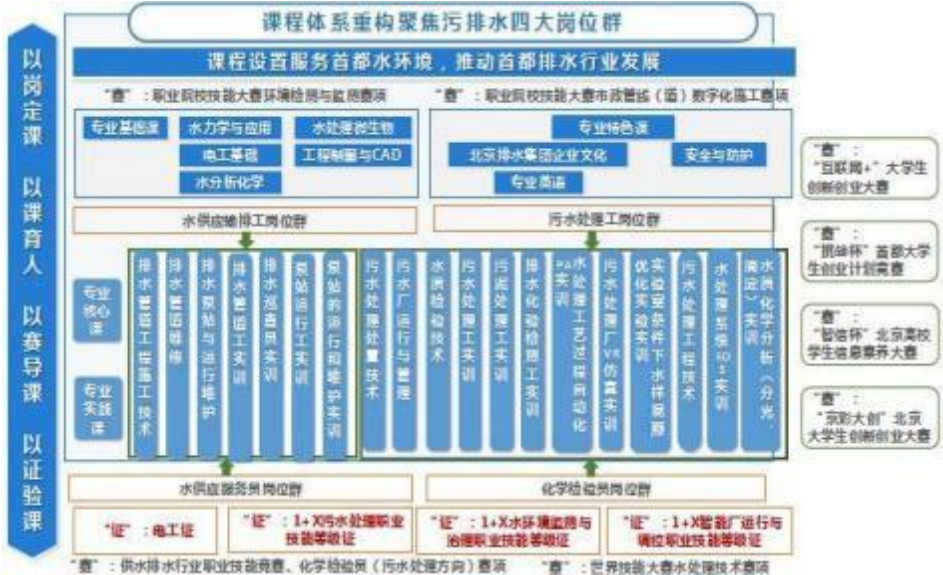 课程体系重构聚焦污排水四大岗位群
课程设置服务首都水环境，推动首都排水行业发展
以岗定课 以课育人 以赛导课 以证验课
“赛”：职业院校技能大赛环境检测与监测赛项
“赛”：职业院校技能大赛市政管线（道）数字化施工赛项
专业基础课
水力学与应用
水处理微生物
电工基础
工程制图与CAD
水分析化学
专业特色课
北京排水集团企业文化
安全与防护
专业英语
水供应输排工岗位群
污水处理工岗位群
专业核心课
专业实践课
排水管道工程施工技术
排水管道维修
排水泵站与运行维护
排水管道工实训
排水巡查员实训
泵站运行工实训
泵站的运行和维护实训
污水处理处置技术
污水厂运行与管理
水质检验技术
污水处理工实训
污泥处理工实训
排水化验检测工实训
水处理工艺过程自动化
PA实训
污水处理厂VR仿真实训
实验室条件下水样混凝
优化实验实训
污水处理工程技术
水处理系统EDS实训
水质化学分析（分光、
滴定）实训
“赛”：
“互联网+”大学生
创新创业大赛
“赛”：
“挑战杯”首都大学
生创业计划竞赛
“赛”：
“智信杯”北京高校
学生信息素养大赛
“赛”：
“京彩大创”北京
大学生创新创业大赛
水供应服务员岗位群
化学检验员岗位群
“证”：电工证
“证”：1+X污水处理职业
技能等级证
“证”：1+X水环境监测与
治理职业技能等级证
“证”：1+X智能厂运行与
调控职业技能等级证
“赛”：供水排水行业职业技能竞赛、化学检验员（污水处理方向）赛项
“赛”：世界技能大赛水处理技术赛项